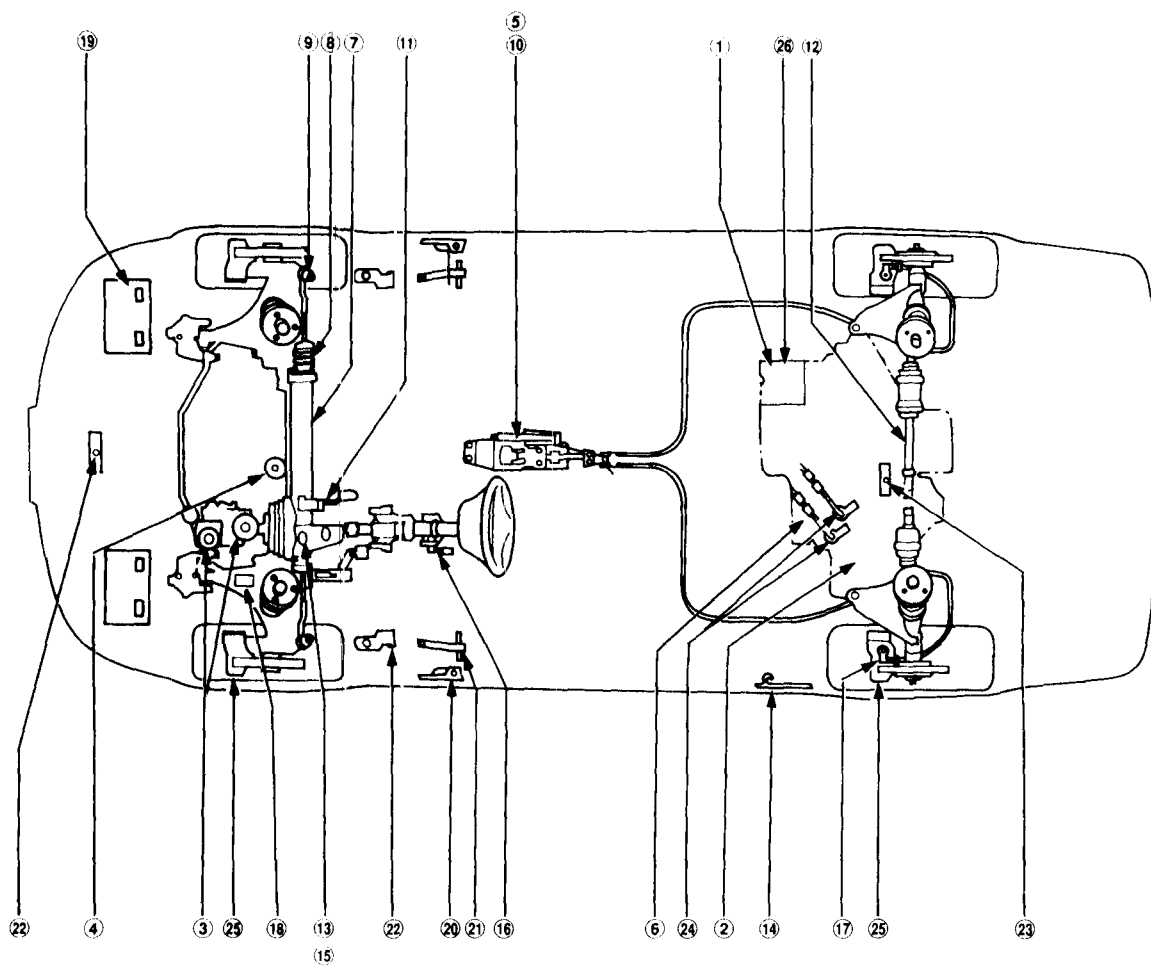 ⑤
⑲ ⑨ ⑧ ⑦ ⑪ ⑩ ① ㉖ ⑫
㉒ ④ ③ ㉕ ⑱ ⑬ ㉒ ⑳ ㉑ ⑯ ⑥ ㉔ ② ⑭ ⑰ ㉕ ㉓
⑮